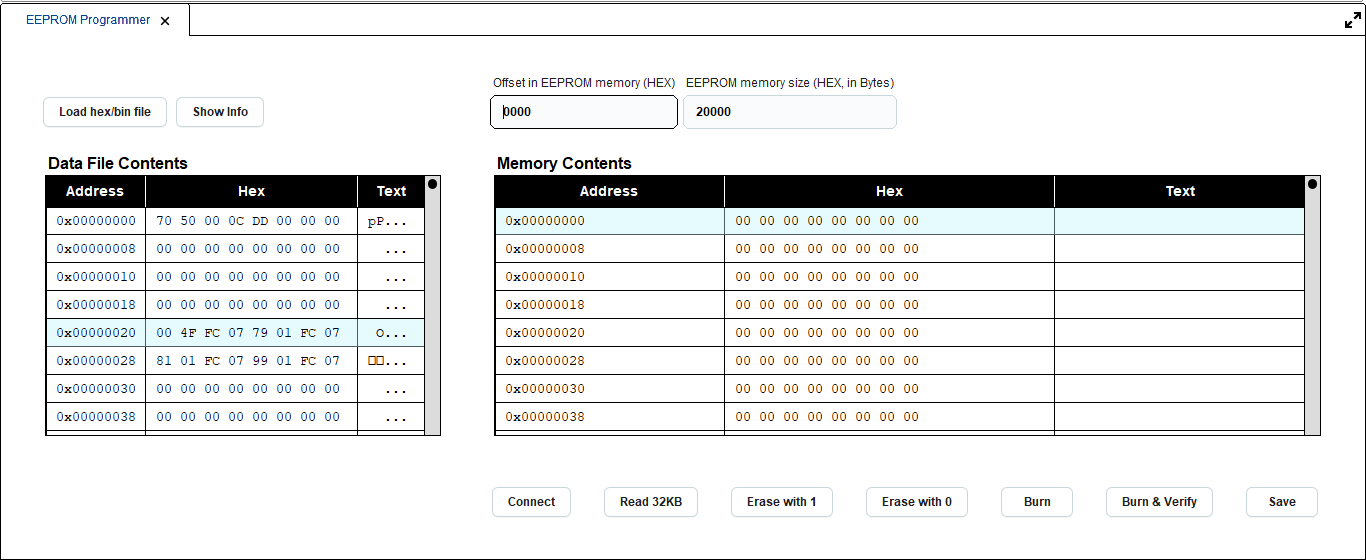 EEPROM Programmer
Offset in EEPROM memory (HEX) EEPROM memory size (HEX, in Bytes)
Load hex/bin file Show Info 0000 20000
Data File Contents
Address Hex Text
0x00000000 70 50 00 0C DD 00 00 00 pP...
0x00000008 00 00 00 00 00 00 00 00 ...
0x00000010 00 00 00 00 00 00 00 00 ...
0x00000018 00 00 00 00 00 00 00 00 ...
0x00000020 00 4F FC 07 79 01 FC 07 O...
0x00000028 81 01 FC 07 99 01 FC 07 □□...
0x00000030 00 00 00 00 00 00 00 00 ...
0x00000038 00 00 00 00 00 00 00 00 ...
Memory Contents
Address Hex Text
0x00000000 00 00 00 00 00 00 00 00
0x00000008 00 00 00 00 00 00 00 00
0x00000010 00 00 00 00 00 00 00 00
0x00000018 00 00 00 00 00 00 00 00
0x00000020 00 00 00 00 00 00 00 00
0x00000028 00 00 00 00 00 00 00 00
0x00000030 00 00 00 00 00 00 00 00
0x00000038 00 00 00 00 00 00 00 00
Connect Read 32KB Erase with 1 Erase with 0 Burn Burn & Verify Save